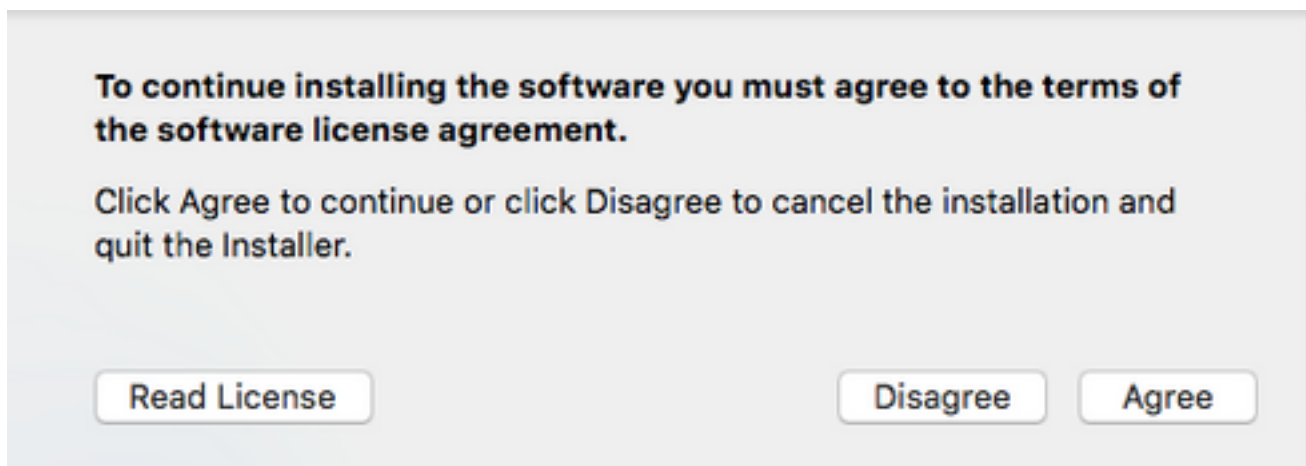 To continue installing the software you must agree to the terms of
the software license agreement.
Click Agree to continue or click Disagree to cancel the installation and
quit the Installer.
Read License Disagree Agree